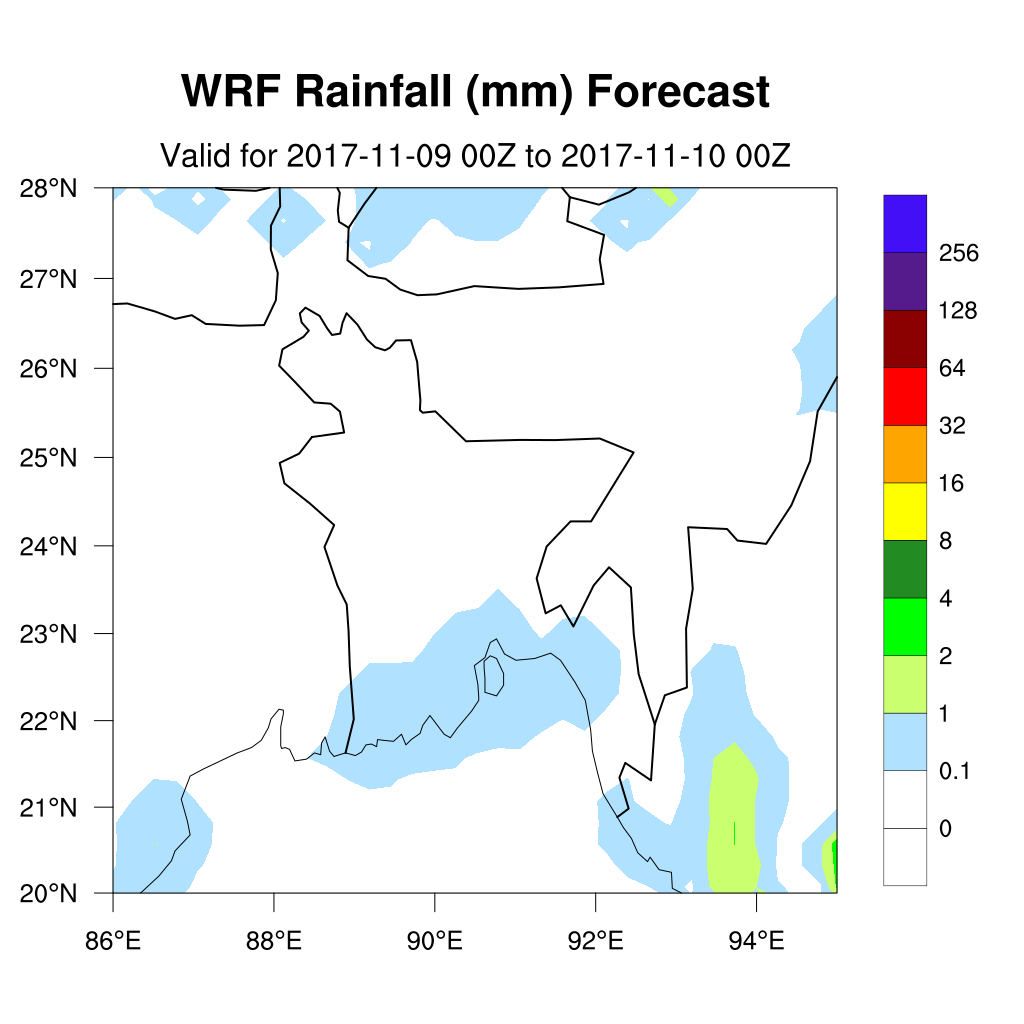 WRF Rainfall (mm) Forecast
Valid for 2017-11-09 00Z to 2017-11-10 00Z
28°N
27°N
26°N
25°N
24°N
23°N
22°N
21°N
20°N
86°E 88°E 90°E 92°E 94°E
256
128
64
32
16
8
4
2
1
0.1
0